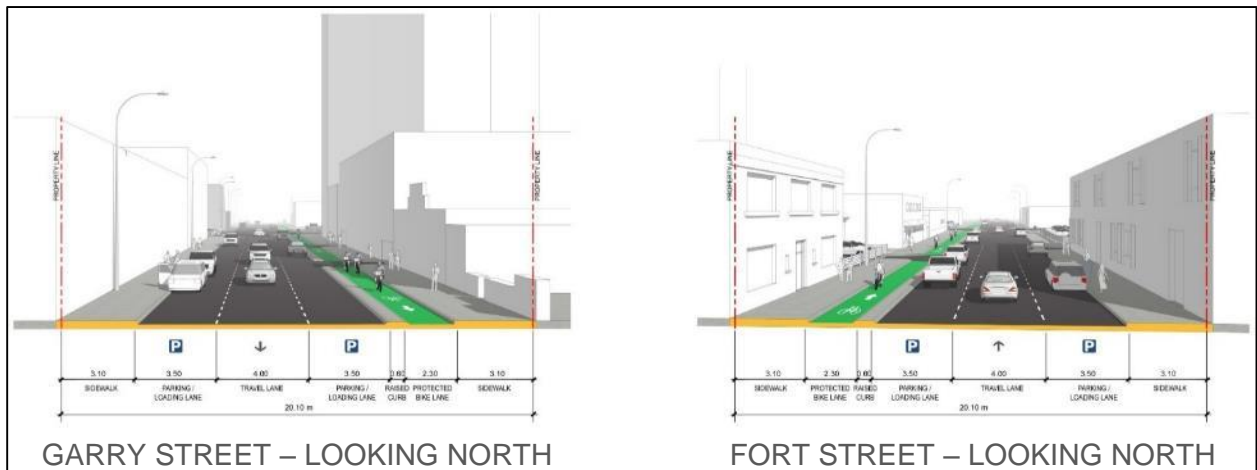 PROPERTY LINE
PROPERTY LINE
P
P
3.10 3.50 4.00 3.50 0.60 2.30 3.10
SIDEWALK PARKING / TRAVEL LANE PARKING / RAISED PROTECTED SIDEWALK
LOADING LANE LOADING LANE CURB BIKE LANE
20.10 m
GARRY STREET – LOOKING NORTH
PROPERTY LINE
PROPERTY LINE
P
P
3.10 2.30 0.60 3.50 4.00 3.50 3.10
SIDEWALK PROTECTED RAISED PARKING / TRAVEL LANE PARKING / SIDEWALK
BIKE LANE CURB LOADING LANE LOADING LANE
20.10 m
FORT STREET – LOOKING NORTH